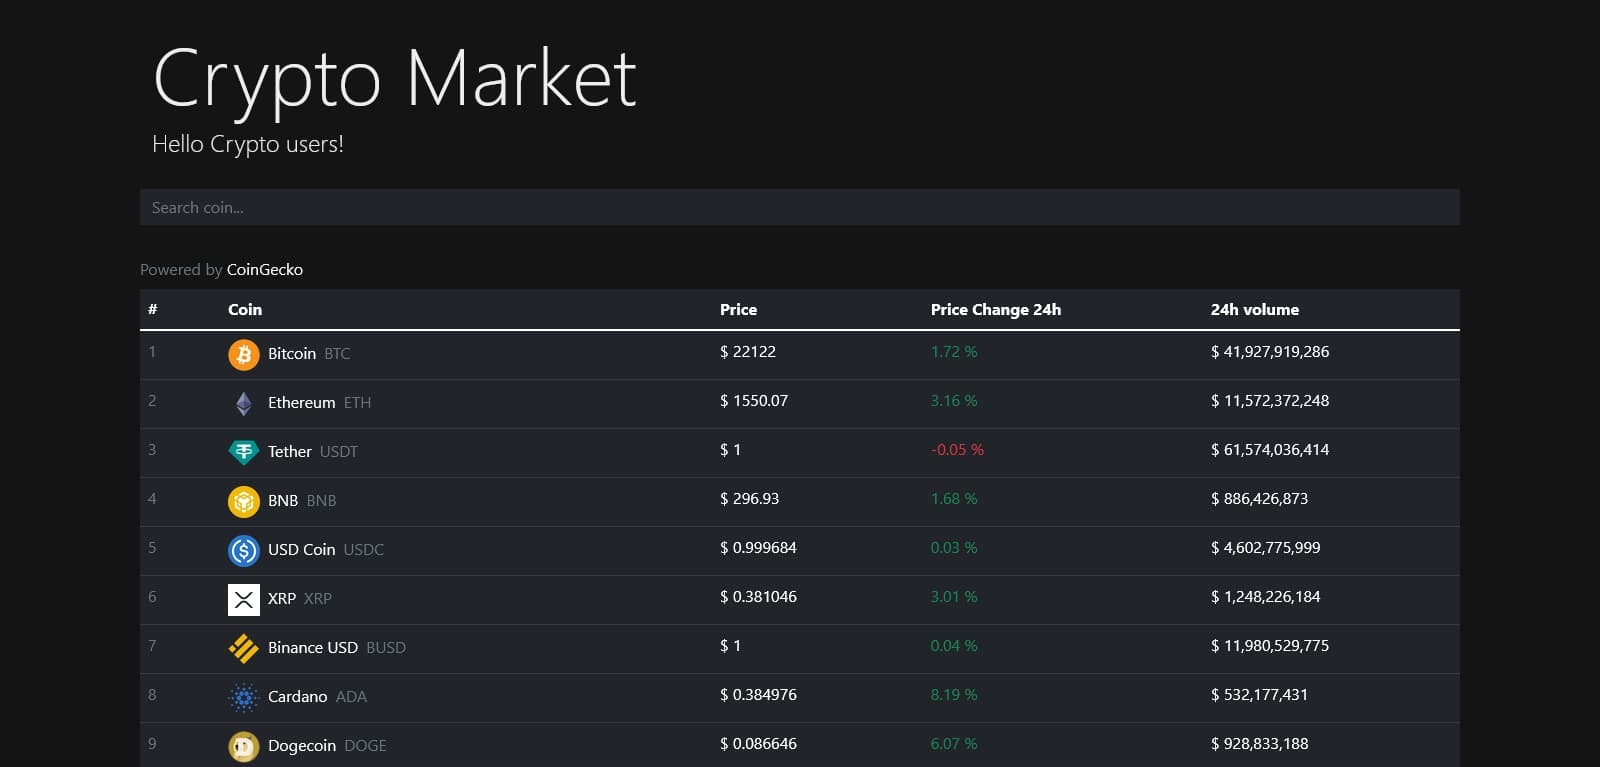 Crypto Market
Hello Crypto users!
Search coin...
Powered by CoinGecko
# Coin Price Price Change 24h 24h volume
1 Bitcoin BTC $ 22122 1.72 % $ 41,927,919,286
2 Ethereum ETH $ 1550.07 3.16 % $ 11,572,372,248
3 Tether USDT $ 1 -0.05 % $ 61,574,036,414
4 BNB BNB $ 296.93 1.68 % $ 886,426,873
5 USD Coin USDC $ 0.999684 0.03 % $ 4,602,775,999
6 XRP XRP $ 0.381046 3.01 % $ 1,248,226,184
7 Binance USD BUSD $ 1 0.04 % $ 11,980,529,775
8 Cardano ADA $ 0.384976 8.19 % $ 532,177,431
9 Dogecoin DOGE $ 0.086646 6.07 % $ 928,833,188